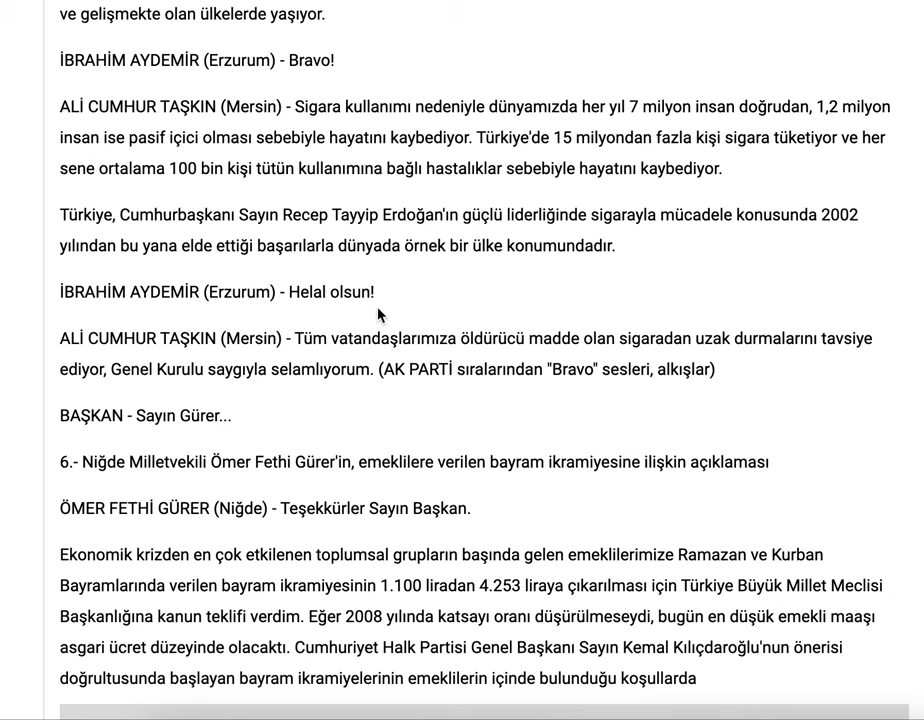 ve gelişmekte olan ülkelerde yaşıyor.
İBRAHİM AYDEMİR (Erzurum) - Bravo!
ALİ CUMHUR TAŞKIN (Mersin) - Sigara kullanımı nedeniyle dünyamızda her yıl 7 milyon insan doğrudan, 1,2 milyon
insan ise pasif içici olması sebebiyle hayatını kaybediyor. Türkiye'de 15 milyondan fazla kişi sigara tüketiyor ve her
sene ortalama 100 bin kişi tütün kullanımına bağlı hastalıklar sebebiyle hayatını kaybediyor.
Türkiye, Cumhurbaşkanı Sayın Recep Tayyip Erdoğan'ın güçlü liderliğinde sigarayla mücadele konusunda 2002
yılından bu yana elde ettiği başarılarla dünyada örnek bir ülke konumundadır.
İBRAHİM AYDEMİR (Erzurum) - Helal olsun!
ALİ CUMHUR TAŞKIN (Mersin) - Tüm vatandaşlarımıza öldürücü madde olan sigaradan uzak durmalarını tavsiye
ediyor, Genel Kurulu saygıyla selamlıyorum. (AK PARTİ sıralarından "Bravo" sesleri, alkışlar)
BAŞKAN - Sayın Gürer...
6.- Niğde Milletvekili Ömer Fethi Gürer'in, emeklilere verilen bayram ikramiyesine ilişkin açıklaması
ÖMER FETHİ GÜRER (Niğde) - Teşekkürler Sayın Başkan.
Ekonomik krizden en çok etkilenen toplumsal grupların başında gelen emeklilerimize Ramazan ve Kurban
Bayramlarında verilen bayram ikramiyesinin 1.100 liradan 4.253 liraya çıkarılması için Türkiye Büyük Millet Meclisi
Başkanlığına kanun teklifi verdim. Eğer 2008 yılında katsayı oranı düşürülmeseydi, bugün en düşük emekli maaşı
asgari ücret düzeyinde olacaktı. Cumhuriyet Halk Partisi Genel Başkanı Sayın Kemal Kılıçdaroğlu'nun önerisi
doğrultusunda başlayan bayram ikramiyelerinin emeklilerin içinde bulunduğu koşullarda